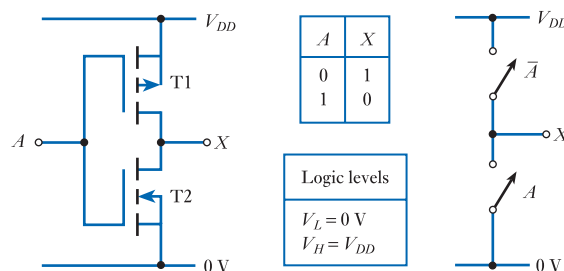 V_DD
T1
A
X
T2
0 V
A X
0 1
1 0
Logic levels
V_L = 0 V
V_H = V_DD
V_DD
A̅
X
A
0 V